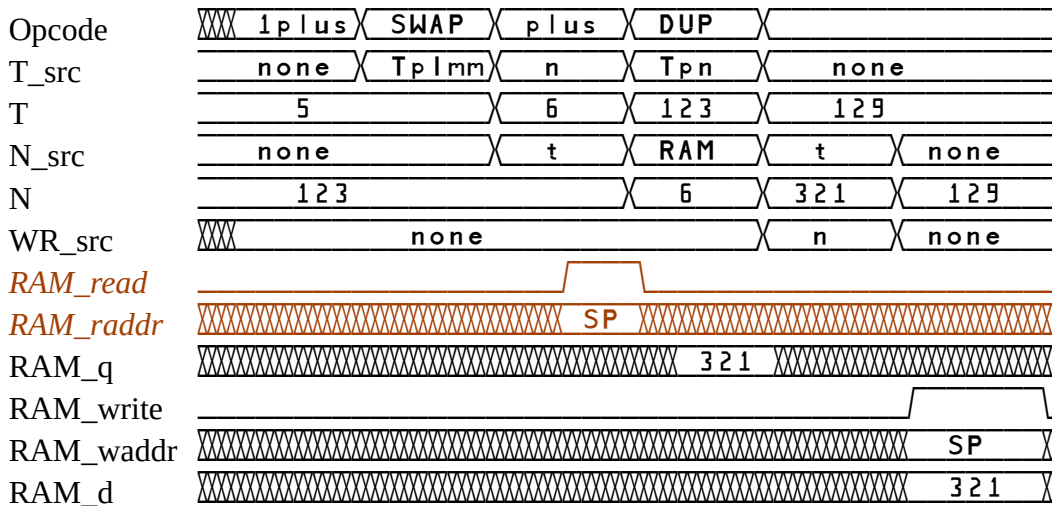 Opcode 1plus SWAP plus DUP
T_src none TpImm n Tpn none
T 5 6 123 129
N_src none t RAM t none
N 123 6 321 129
WR_src none n none
RAM_read
RAM_raddr SP
RAM_q 321
RAM_write
RAM_waddr SP
RAM_d 321